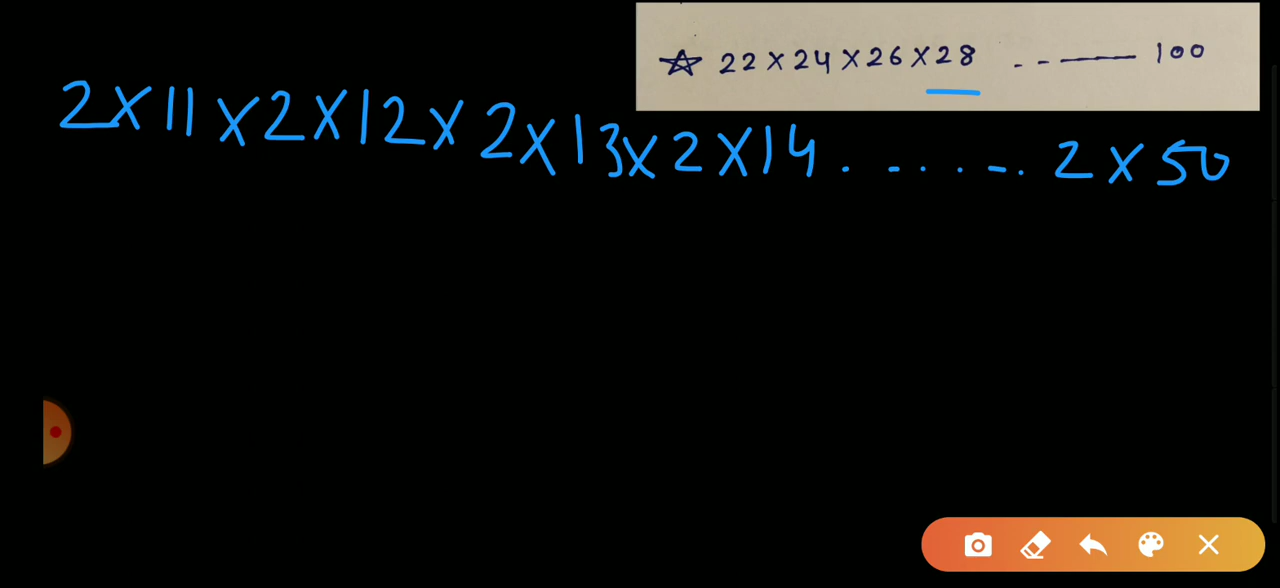 ☆ 22 × 24 × 26 × 28 - - —— 100
2 × 11 × 2 × 12 × 2 × 13 × 2 × 14 . . . . . . 2 × 50